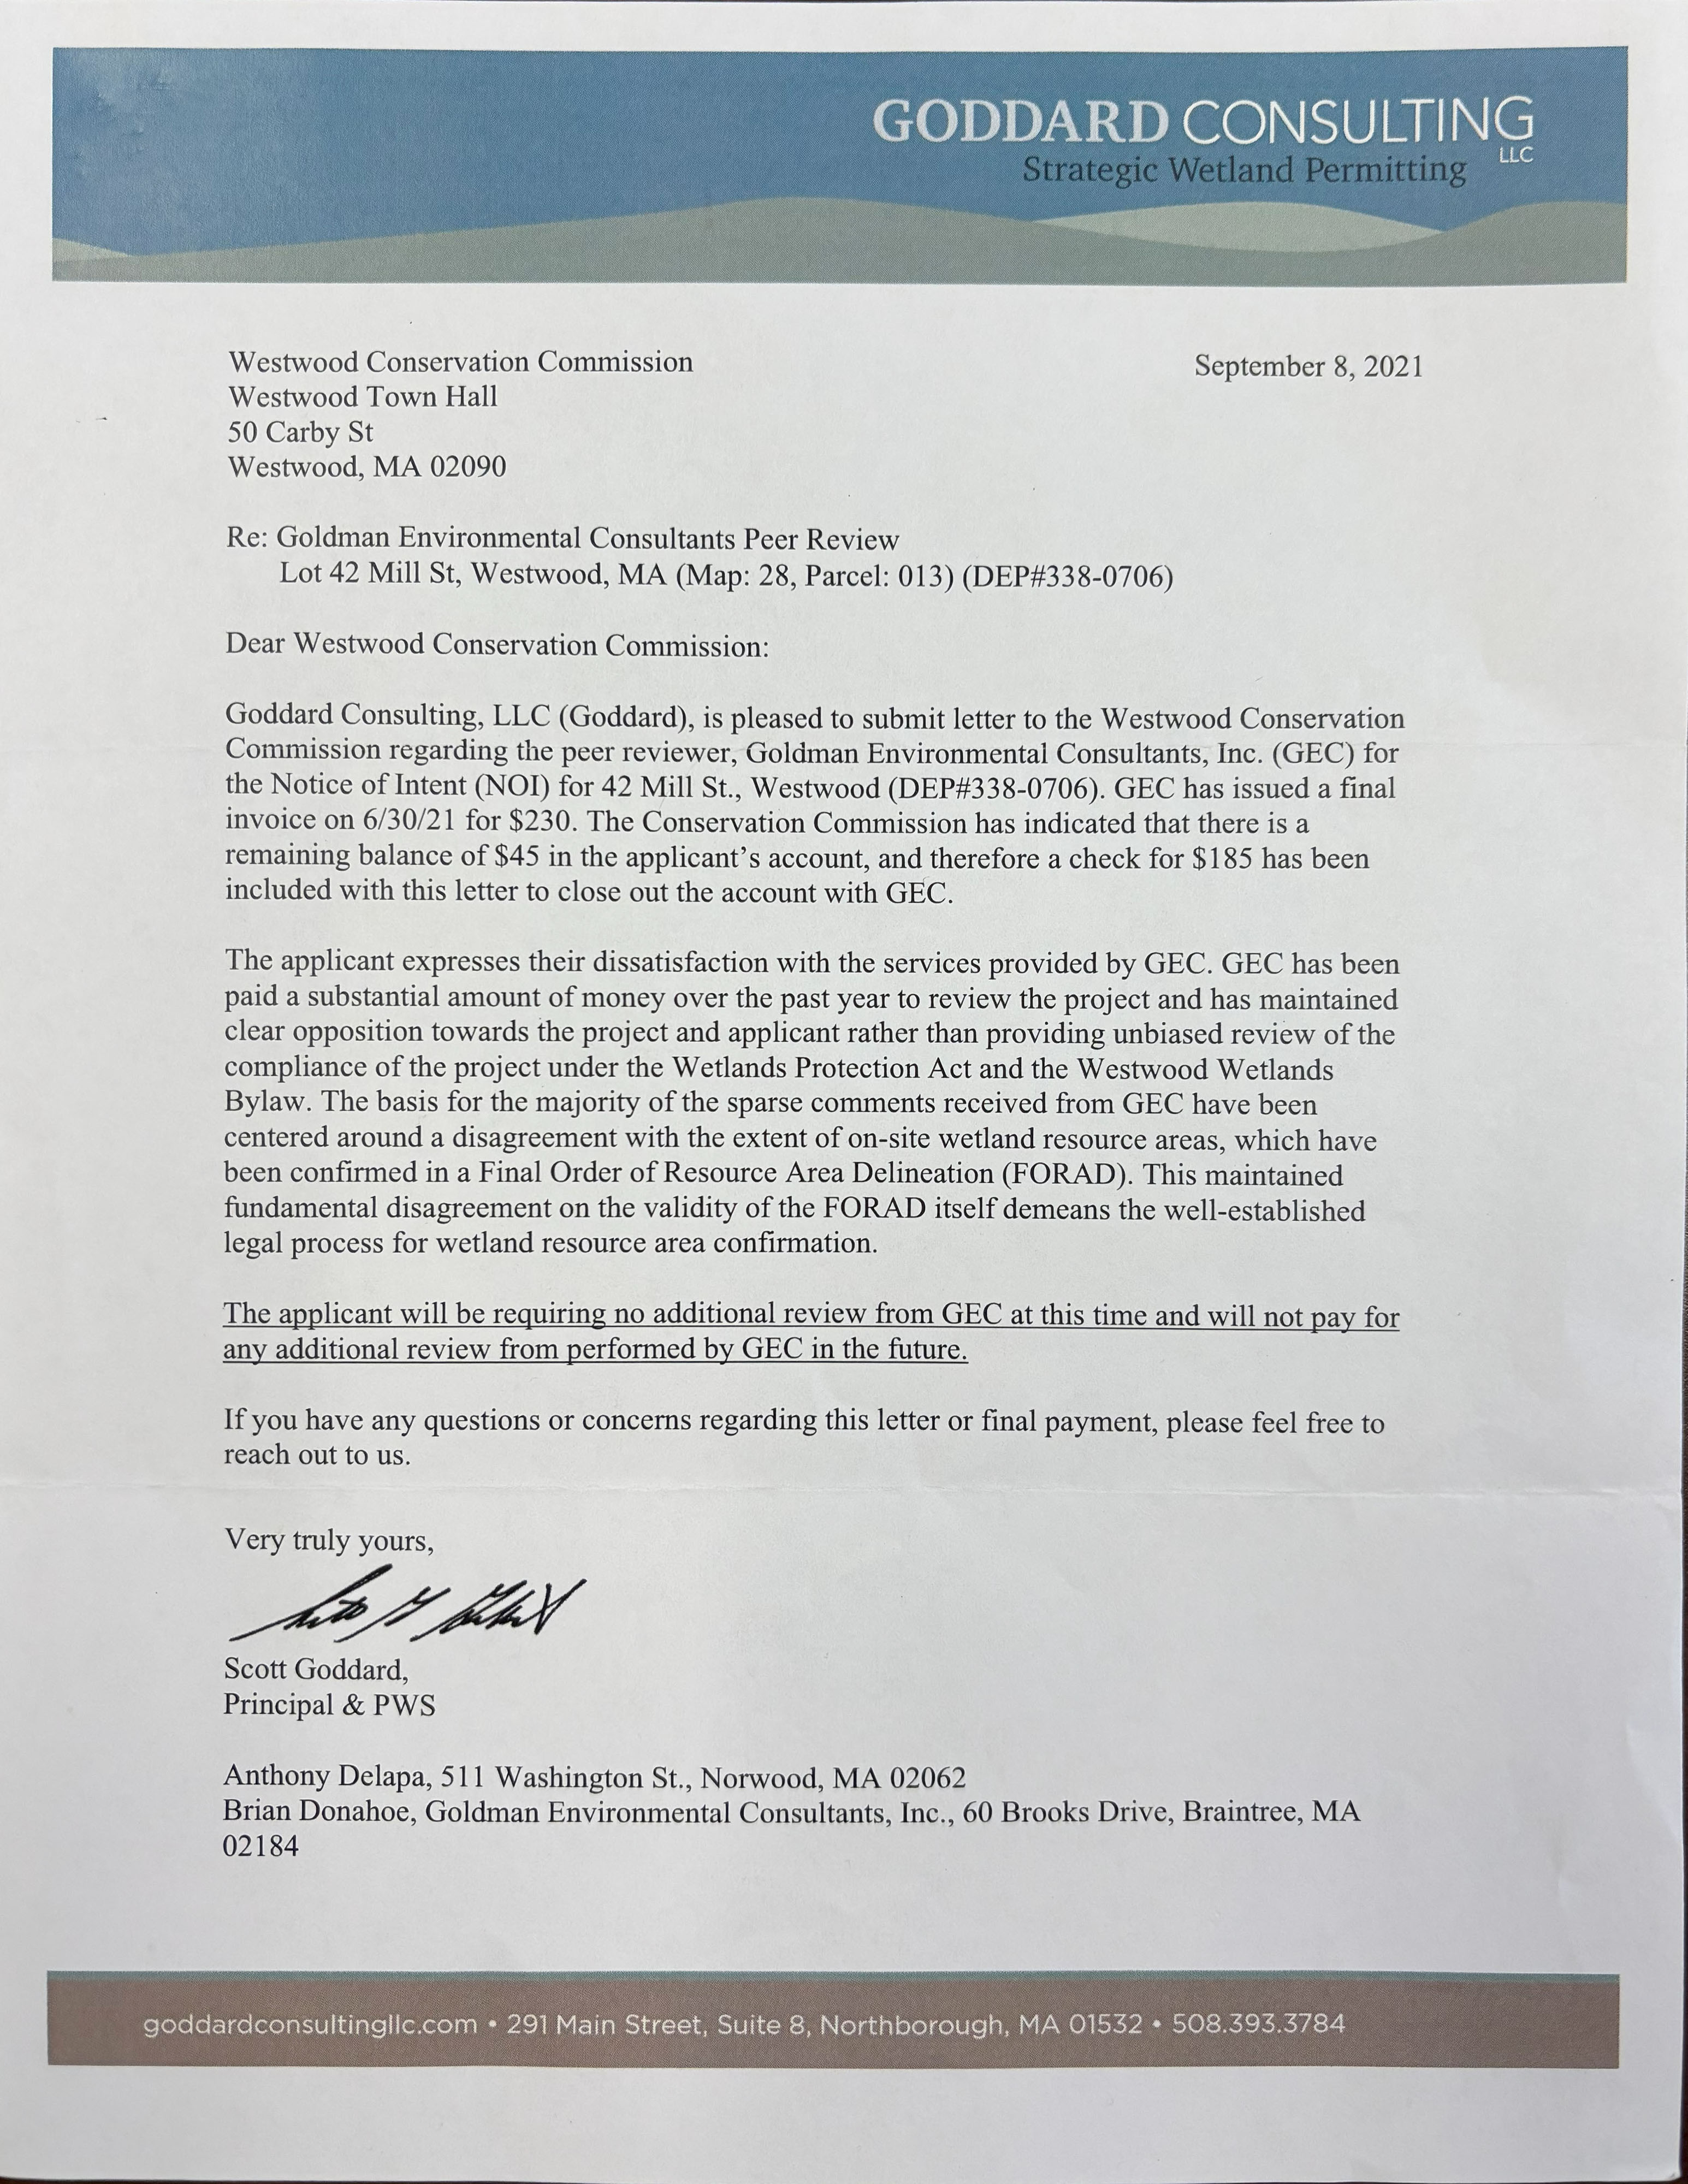 GODDARD CONSULTING
LLC
Strategic Wetland Permitting
Westwood Conservation Commission
September 8, 2021
Westwood Town Hall
50 Carby St
Westwood, MA 02090
Re: Goldman Environmental Consultants Peer Review
Lot 42 Mill St, Westwood, MA (Map: 28, Parcel: 013) (DEP#338-0706)
Dear Westwood Conservation Commission:
Goddard Consulting, LLC (Goddard), is pleased to submit letter to the Westwood Conservation
Commission regarding the peer reviewer, Goldman Environmental Consultants, Inc. (GEC) for
the Notice of Intent (NOI) for 42 Mill St., Westwood (DEP#338-0706). GEC has issued a final
invoice on 6/30/21 for $230. The Conservation Commission has indicated that there is a
remaining balance of $45 in the applicant's account, and therefore a check for $185 has been
included with this letter to close out the account with GEC.
The applicant expresses their dissatisfaction with the services provided by GEC. GEC has been
paid a substantial amount of money over the past year to review the project and has maintained
clear opposition towards the project and applicant rather than providing unbiased review of the
compliance of the project under the Wetlands Protection Act and the Westwood Wetlands
Bylaw. The basis for the majority of the sparse comments received from GEC have been
centered around a disagreement with the extent of on-site wetland resource areas, which have
been confirmed in a Final Order of Resource Area Delineation (FORAD). This maintained
fundamental disagreement on the validity of the FORAD itself demeans the well-established
legal process for wetland resource area confirmation.
The applicant will be requiring no additional review from GEC at this time and will not pay for
any additional review from performed by GEC in the future.
If you have any questions or concerns regarding this letter or final payment, please feel free to
reach out to us.
Very truly yours,
Scott Goddard,
Principal & PWS
Anthony Delapa, 511 Washington St., Norwood, MA 02062
Brian Donahoe, Goldman Environmental Consultants, Inc., 60 Brooks Drive, Braintree, MA
02184
goddardconsultingllc.com • 291 Main Street, Suite 8, Northborough, MA 01532 • 508.393.3784